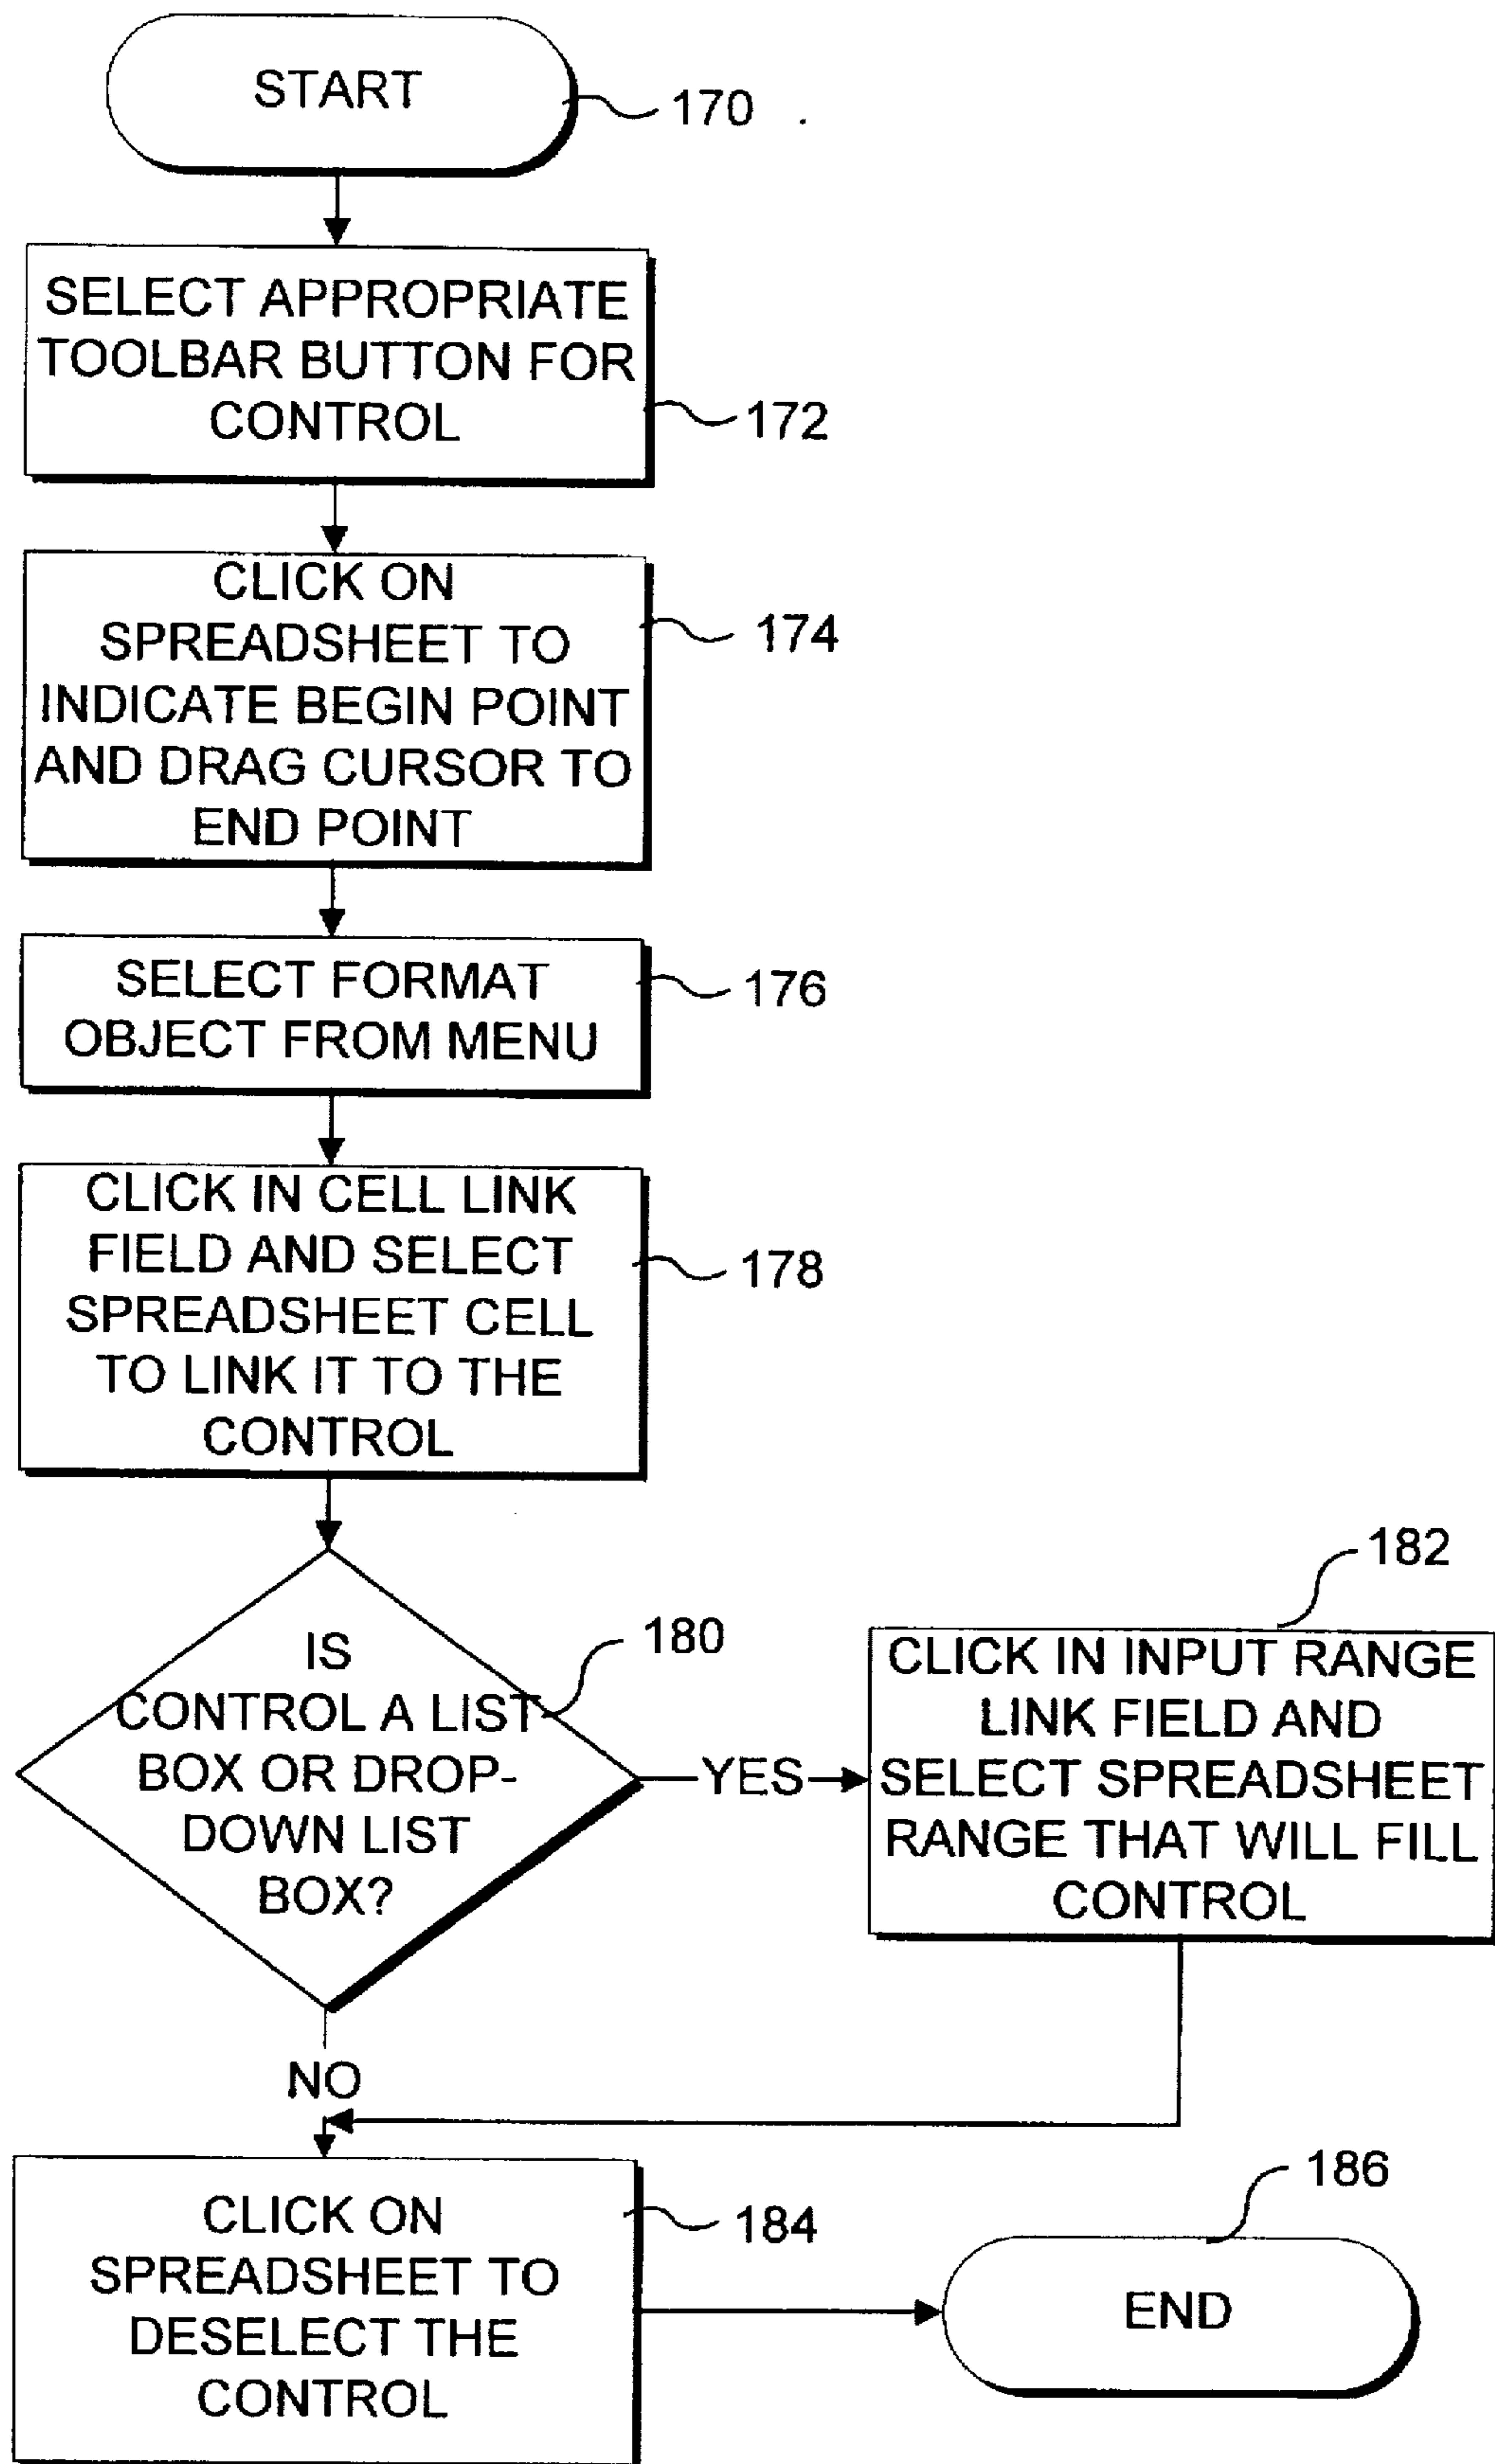 START
170
SELECT APPROPRIATE
TOOLBAR BUTTON FOR
CONTROL
172
CLICK ON
SPREADSHEET TO
INDICATE BEGIN POINT
AND DRAG CURSOR TO
END POINT
174
SELECT FORMAT
OBJECT FROM MENU
176
CLICK IN CELL LINK
FIELD AND SELECT
SPREADSHEET CELL
TO LINK IT TO THE
CONTROL
178
IS
CONTROL A LIST
BOX OR DROP-
DOWN LIST
BOX?
180
YES
182
CLICK IN INPUT RANGE
LINK FIELD AND
SELECT SPREADSHEET
RANGE THAT WILL FILL
CONTROL
NO
CLICK ON
SPREADSHEET TO
DESELECT THE
CONTROL
184
186
END